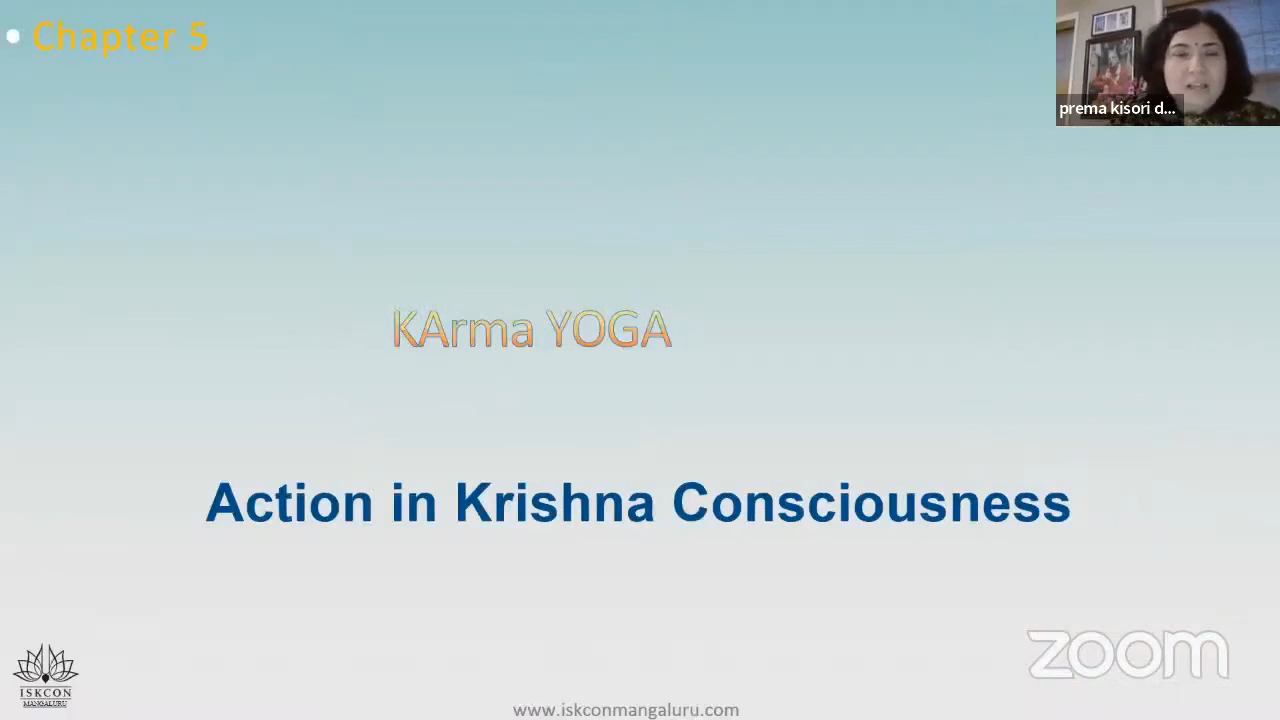 • Chapter 5
prema kisori d...
KArma YOGA
Action in Krishna Consciousness
ISKCON
MANGALURU
zoom
www.iskconmangaluru.com